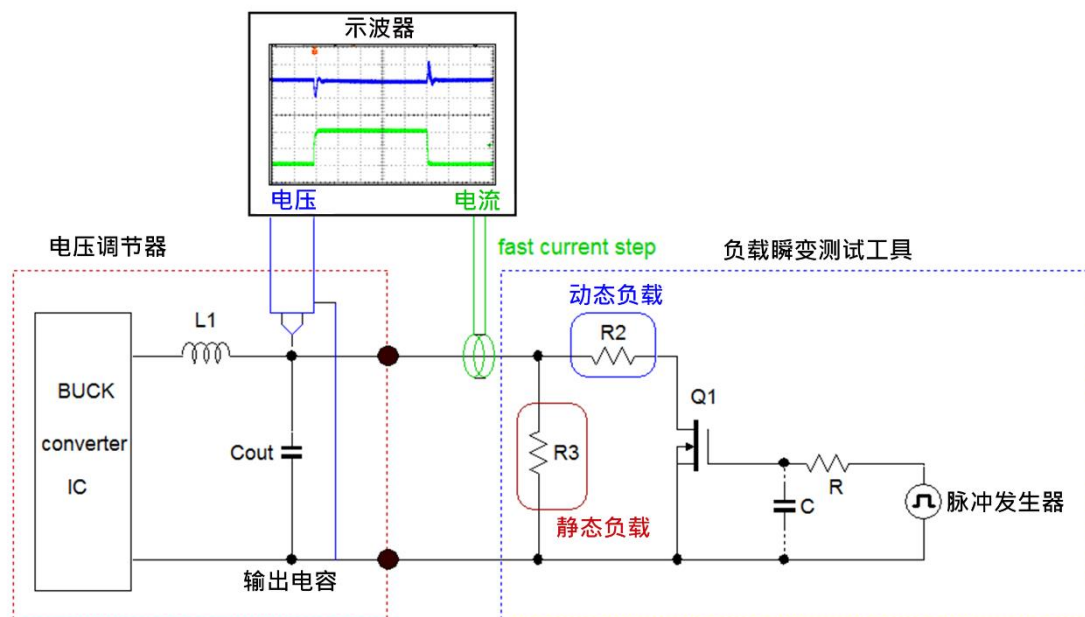 示波器
电压
电流
电压调节器
fast current step
负载瞬变测试工具
动态负载
L1
R2
BUCK
converter
IC
Q1
Cout
R3
R
C
脉冲发生器
静态负载
输出电容